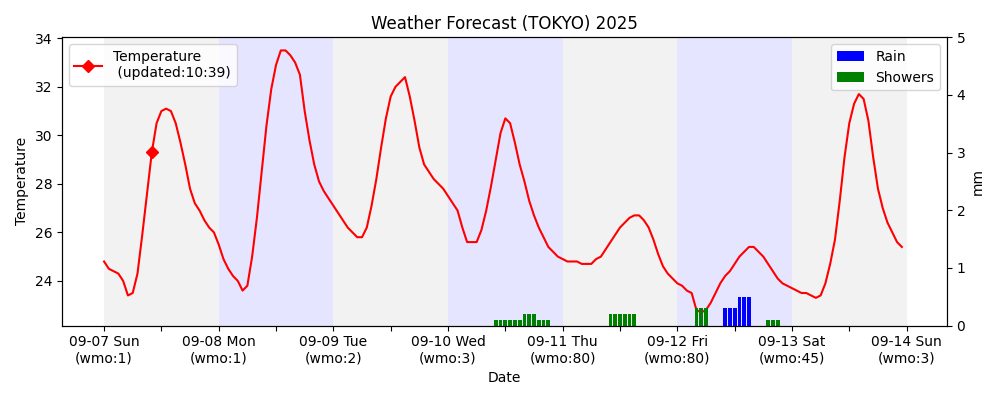 Weather Forecast (TOKYO) 2025
Temperature
(updated:10:39)
Rain
Showers
34
32
30
28
26
24
Temperature
5
4
3
2
1
0
mm
09-07 Sun
(wmo:1)
09-08 Mon
(wmo:1)
09-09 Tue
(wmo:2)
09-10 Wed
(wmo:3)
09-11 Thu
(wmo:80)
09-12 Fri
(wmo:80)
09-13 Sat
(wmo:45)
09-14 Sun
(wmo:3)
Date